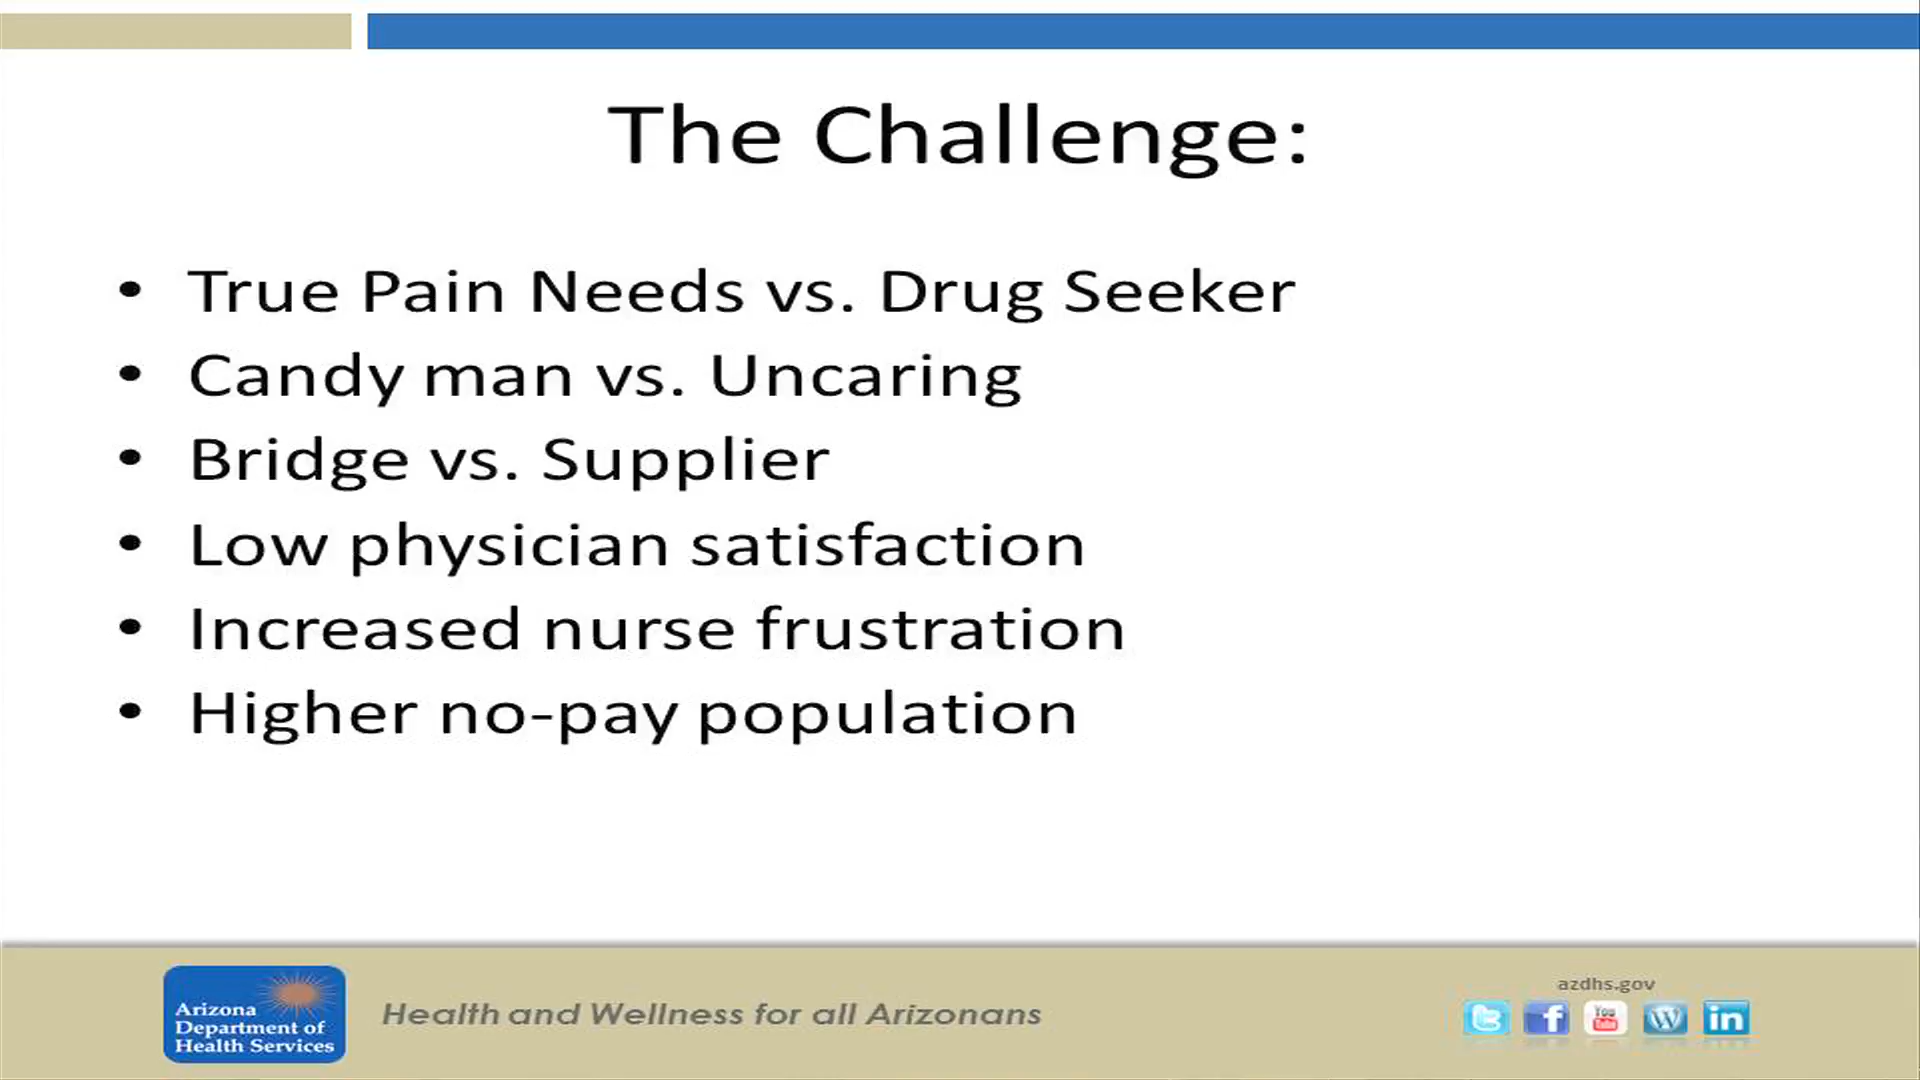 The Challenge:
• True Pain Needs vs. Drug Seeker
• Candy man vs. Uncaring
• Bridge vs. Supplier
• Low physician satisfaction
• Increased nurse frustration
• Higher no-pay population
Arizona
Department of
Health Services
Health and Wellness for all Arizonans
azdhs.gov
You
Tube